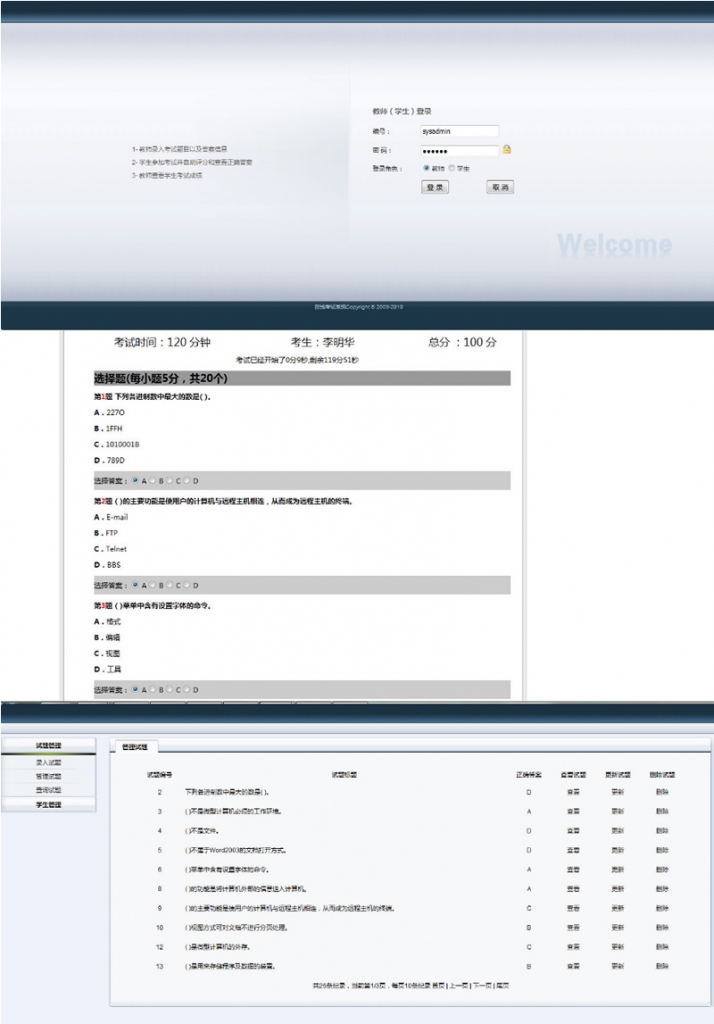 教师（学生）登录
编号：
sysadmin
密码：
登录角色： 教师 学生
登录 取消
1- 教师录入考试题目以及答案信息
2- 学生参加考试并自动评分和查看正确答案
3- 教师查看学生考试成绩
Welcome
在线考试系统Copyright © 2009-2010
考试时间：120 分钟 考生：李明华 总分 ：100 分
考试已经开始了0分9秒,剩余119分51秒
选择题(每小题5分，共20个)
第1题 下列各进制数中最大的数是( )。
A．227O
B．1FFH
C．1010001B
D．789D
选择答案： A B C D
第2题 ( )的主要功能是使用户的计算机与远程主机相连，从而成为远程主机的终端。
A．E-mail
B．FTP
C．Telnet
D．BBS
选择答案： A B C D
第3题 ( )菜单中含有设置字体的命令。
A．格式
B．编辑
C．视图
D．工具
选择答案： A B C D
试题管理
录入试题
管理试题
查询试题
学生管理
管理试题
试题编号 试题标题 正确答案 查看试题 更新试题 删除试题
2 下列各进制数中最大的数是( )。 D 查看 更新 删除
3 ( )不是微型计算机必须的工作环境。 A 查看 更新 删除
4 ( )不是文件。 D 查看 更新 删除
5 ( )不属于Word2003的文档打开方式。 D 查看 更新 删除
6 ( )菜单中含有设置字体的命令。 A 查看 更新 删除
8 ( )的功能是将计算机外部的信息送入计算机。 A 查看 更新 删除
9 ( )的主要功能是使用户的计算机与远程主机相连，从而成为远程主机的终端。 C 查看 更新 删除
10 ( )视图方式可对文档不进行分页处理。 B 查看 更新 删除
12 ( )是微型计算机的外存。 C 查看 更新 删除
13 ( )是用来存储程序及数据的装置。 B 查看 更新 删除
共26条纪录，当前第1/3页，每页10条纪录 首页 | 上一页 | 下一页 | 尾页